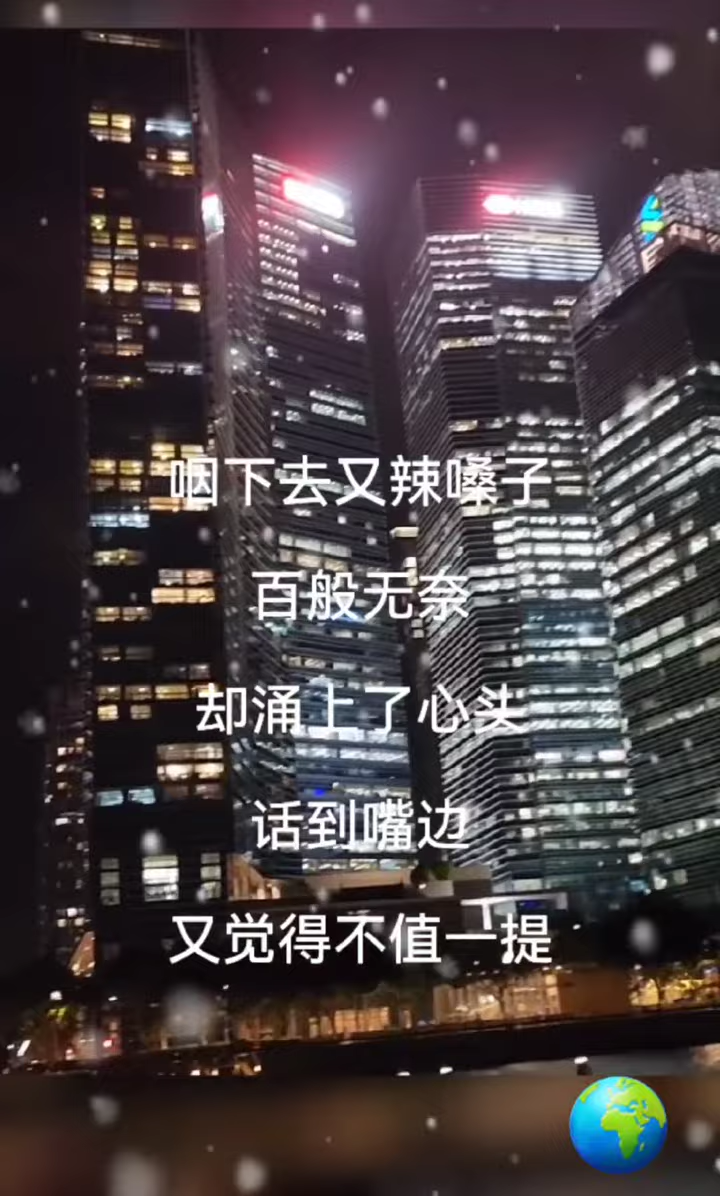 咽下去又辣嗓子
百般无奈
却涌上了心头
话到嘴边
又觉得不值一提